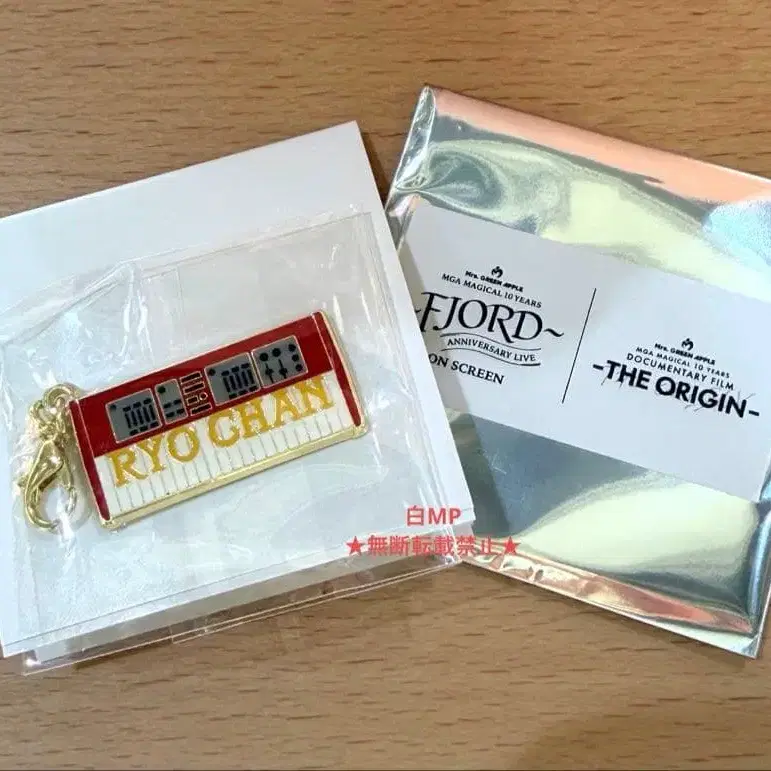 RYO CHAN
Mrs. GREEN APPLE
MGA MAGICAL 10 YEARS
~FJORD~
ANNIVERSARY LIVE
ON SCREEN
Mrs. GREEN APPLE
MGA MAGICAL 10 YEARS
DOCUMENTARY FILM
-THE ORIGIN-
白MP
★無断転載禁止★